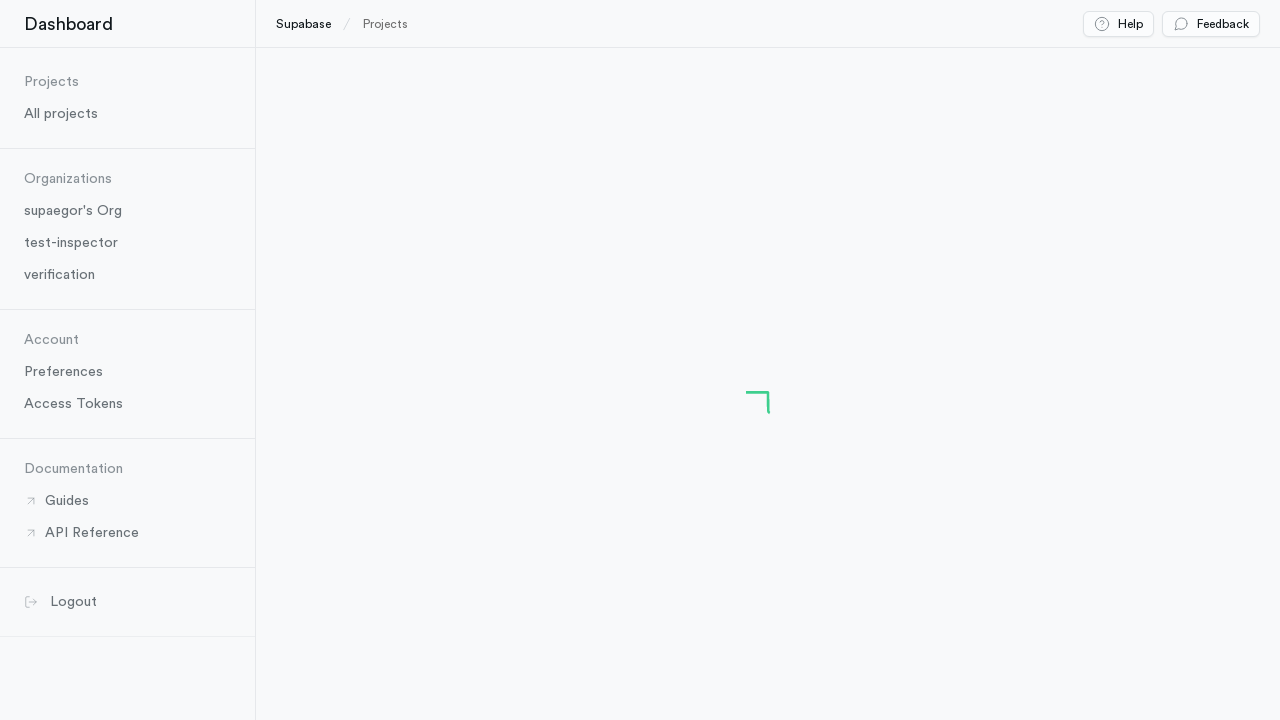 Dashboard
Supabase / Projects
Help
Feedback
Projects
All projects
Organizations
supaegor's Org
test-inspector
verification
Account
Preferences
Access Tokens
Documentation
Guides
API Reference
Logout